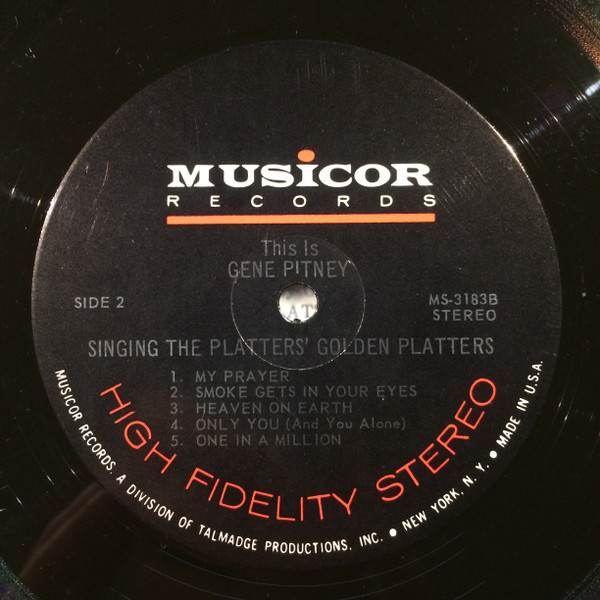 MUSiCOR
RECORDS
This Is
GENE PITNEY
SIDE 2
MS-3183B
STEREO
SINGING THE PLATTERS' GOLDEN PLATTERS
1. MY PRAYER
2. SMOKE GETS IN YOUR EYES
3. HEAVEN ON EARTH
4. ONLY YOU (And You Alone)
5. ONE IN A MILLION
HIGH FIDELITY STEREO
MUSICOR RECORDS A DIVISION OF TALMADGE PRODUCTIONS, INC. ● NEW YORK, N. Y. ● MADE IN U.S.A.